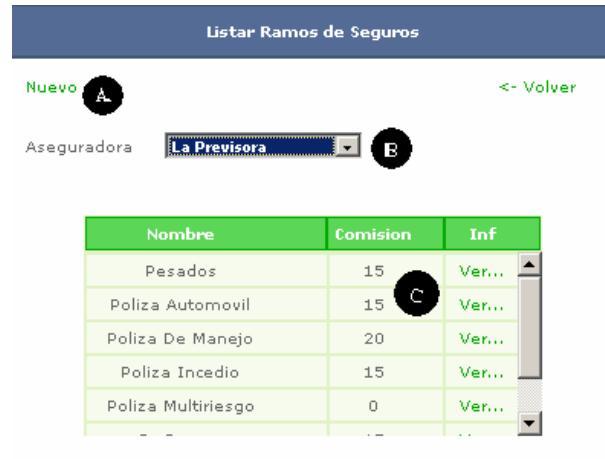 Listar Ramos de Seguros
Nuevo A <- Volver
Aseguradora La Previsora B
Nombre Comision Inf
Pesados 15 Ver...
C
Poliza Automovil 15 Ver...
Poliza De Manejo 20 Ver...
Poliza Incedio 15 Ver...
Poliza Multiriesgo 0 Ver...